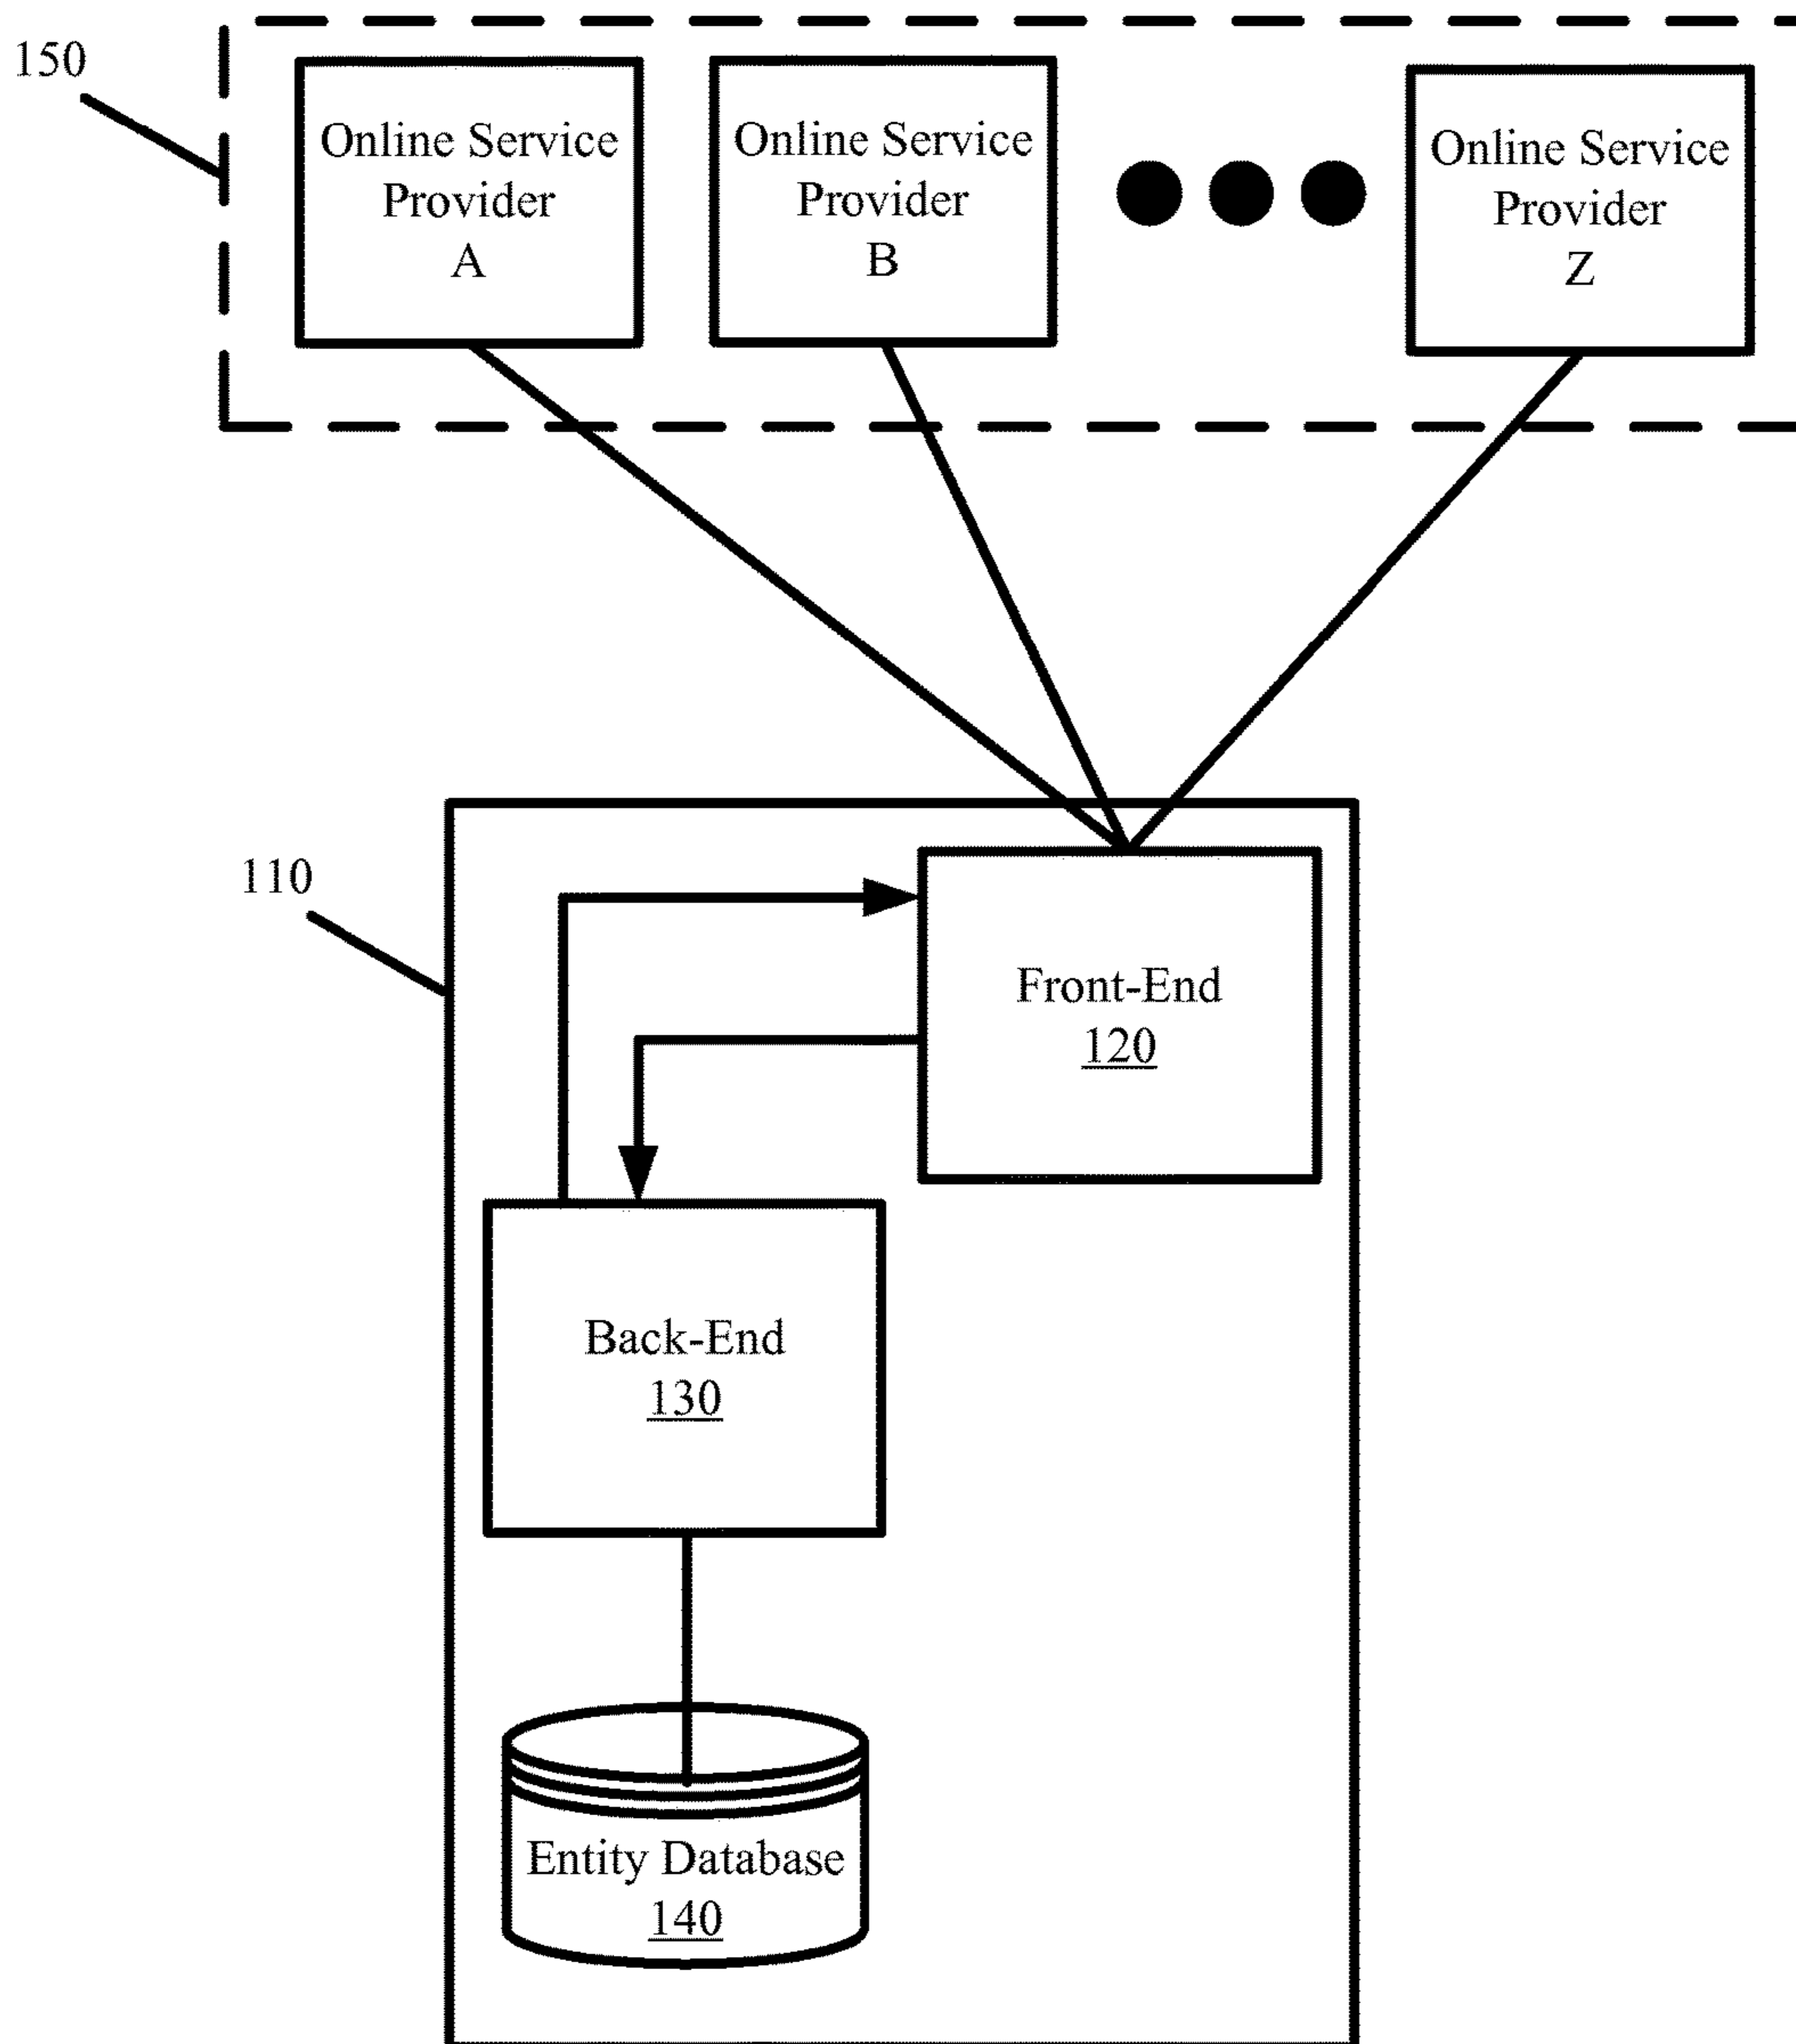 150
Online Service
Provider
A
Online Service
Provider
B
Online Service
Provider
Z
110
Front-End
120
Back-End
130
Entity Database
140